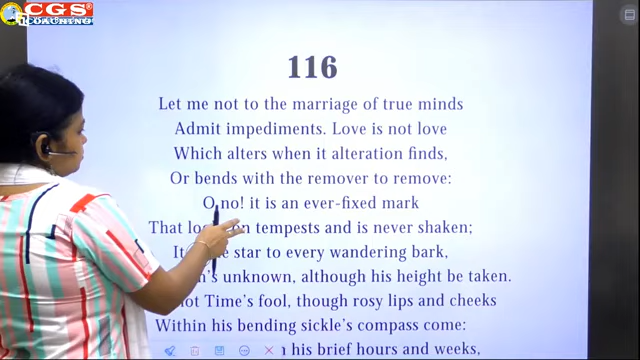 CGS
COACHING
116
Let me not to the marriage of true minds
Admit impediments. Love is not love
Which alters when it alteration finds,
Or bends with the remover to remove:
O no! it is an ever-fixed mark
That on tempests and is never shaken;
star to every wandering bark,
unknown, although his height be taken.
Time's fool, though rosy lips and cheeks
Within his bending sickle's compass come:
his brief hours and weeks,